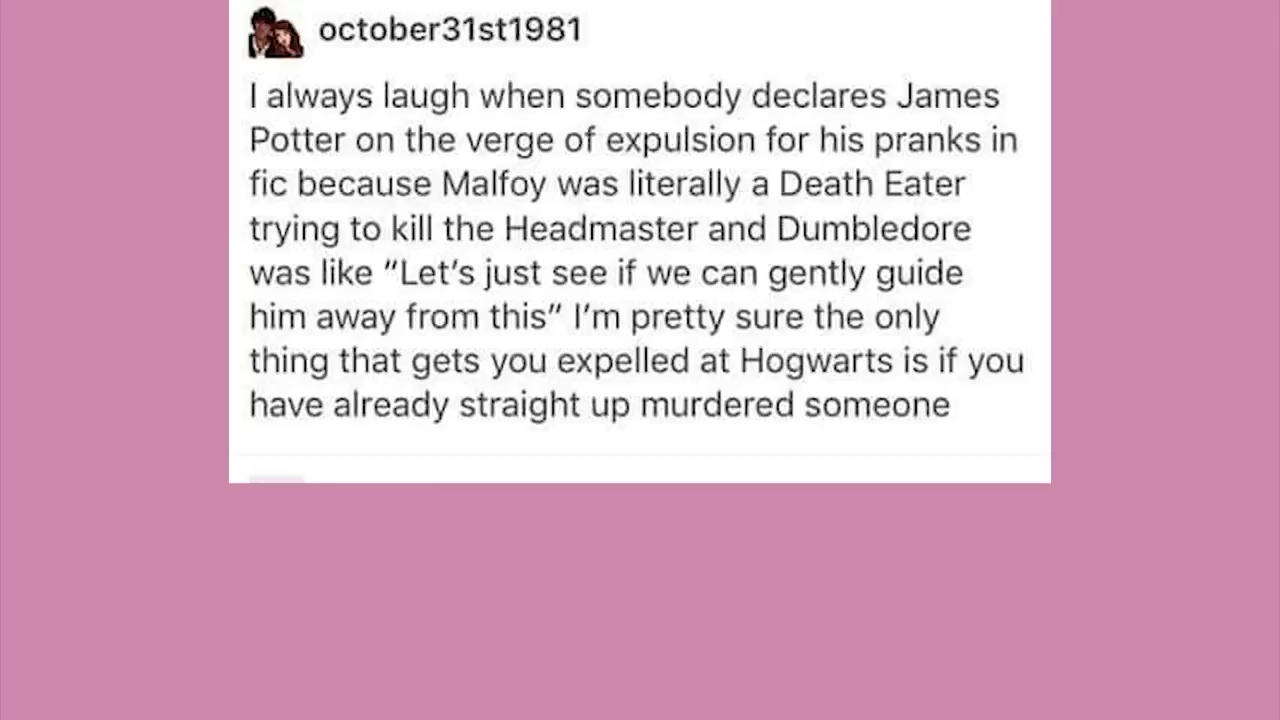 october31st1981
I always laugh when somebody declares James
Potter on the verge of expulsion for his pranks in
fic because Malfoy was literally a Death Eater
trying to kill the Headmaster and Dumbledore
was like “Let’s just see if we can gently guide
him away from this” I’m pretty sure the only
thing that gets you expelled at Hogwarts is if you
have already straight up murdered someone